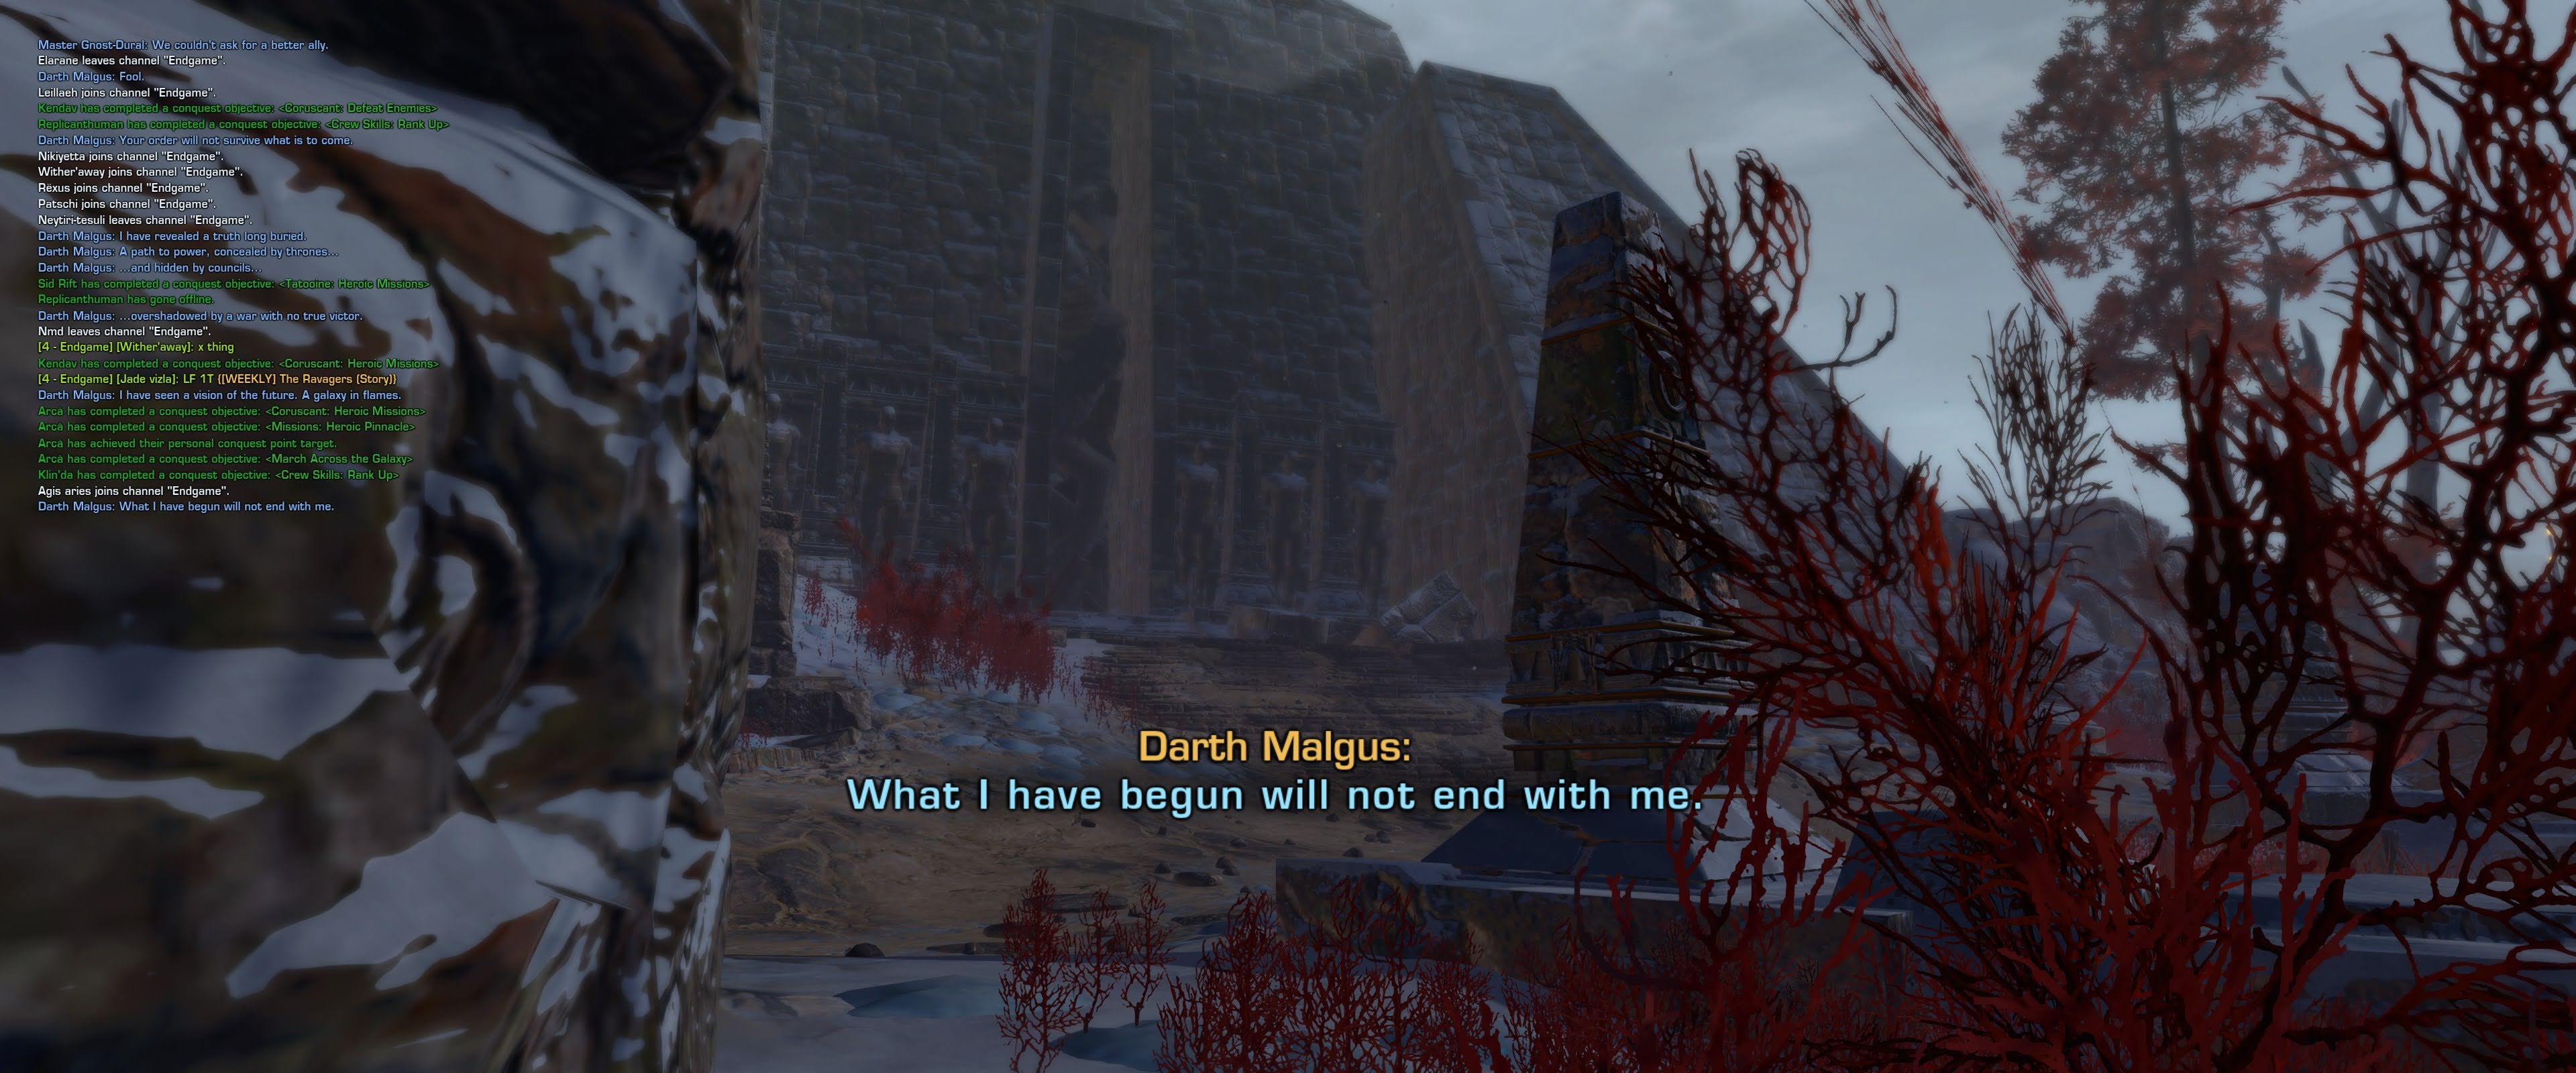 Master Gnost-Dural: We couldn't ask for a better ally.
Elarane leaves channel "Endgame".
Darth Malgus: Fool.
Leillaeh joins channel "Endgame".
Kendav has completed a conquest objective: <Coruscant: Defeat Enemies>
Replicanthuman has completed a conquest objective: <Crew Skills: Rank Up>
Darth Malgus: Your order will not survive what is to come.
Nikiyetta joins channel "Endgame".
Wither'away joins channel "Endgame".
Rëxus joins channel "Endgame".
Patschi joins channel "Endgame".
Neytiri-tesuli leaves channel "Endgame".
Darth Malgus: I have revealed a truth long buried.
Darth Malgus: A path to power, concealed by thrones...
Darth Malgus: ...and hidden by councils...
Sid Rift has completed a conquest objective: <Tatooine: Heroic Missions>
Replicanthuman has gone offline.
Darth Malgus: ...overshadowed by a war with no true victor.
Nmd leaves channel "Endgame".
[4 - Endgame] [Wither'away]: x thing
Kendav has completed a conquest objective: <Coruscant: Heroic Missions>
[4 - Endgame] [Jade vizla]: LF 1T {[WEEKLY] The Ravagers (Story)}
Darth Malgus: I have seen a vision of the future. A galaxy in flames.
Arcä has completed a conquest objective: <Coruscant: Heroic Missions>
Arcä has completed a conquest objective: <Missions: Heroic Pinnacle>
Arcä has achieved their personal conquest point target.
Arcä has completed a conquest objective: <March Across the Galaxy>
Klin'da has completed a conquest objective: <Crew Skills: Rank Up>
Agis aries joins channel "Endgame".
Darth Malgus: What I have begun will not end with me.
Darth Malgus:
What I have begun will not end with me.